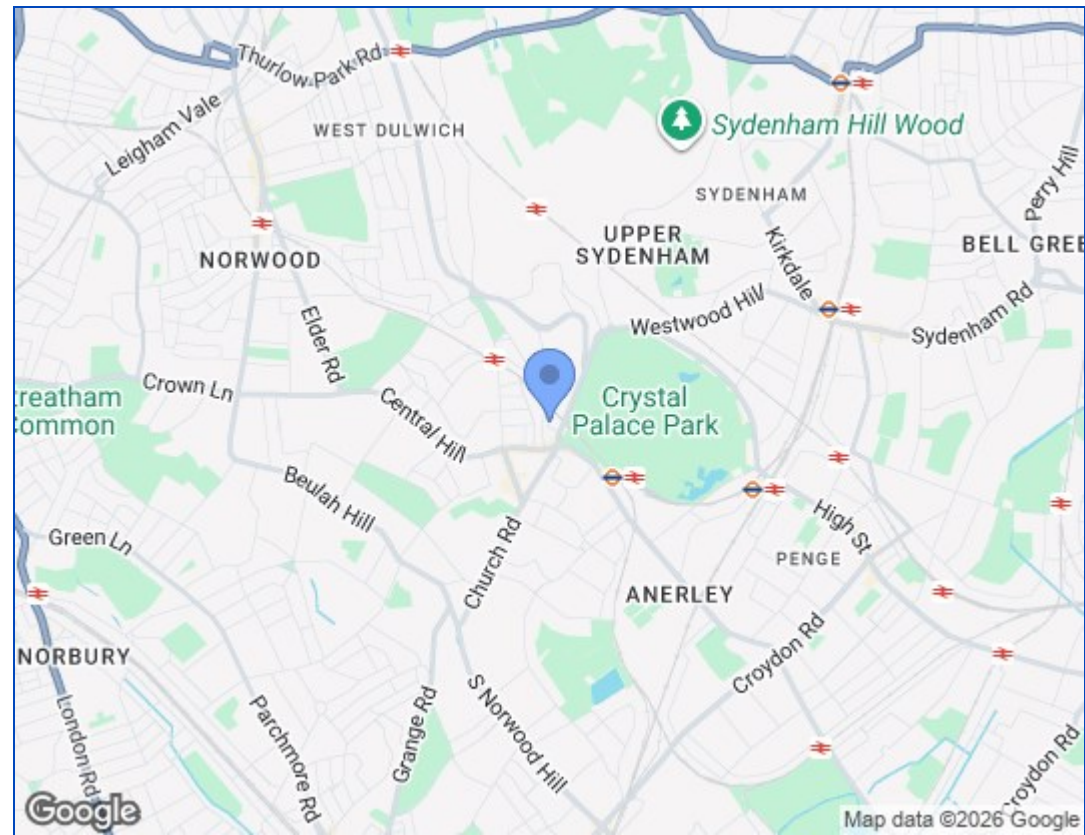 Thurlow Park Rd
Leigham Vale
WEST DULWICH
Sydenham Hill Wood
SYDENHAM
Perry Hill
UPPER
SYDENHAM
Kirkdale
BELL GREE
NORWOOD
Elder Rd
Westwood Hill
Sydenham Rd
Crown Ln
treatham
Common
Central Hill
Crystal
Palace Park
Beulah Hill
Green Ln
Church Rd
High St
PENGE
ANERLEY
NORBURY
Croydon Rd
London Rd
Parchmore Rd
Grange Rd
S Norwood Hill
Croydon Rd
Google
Map data ©2026 Google